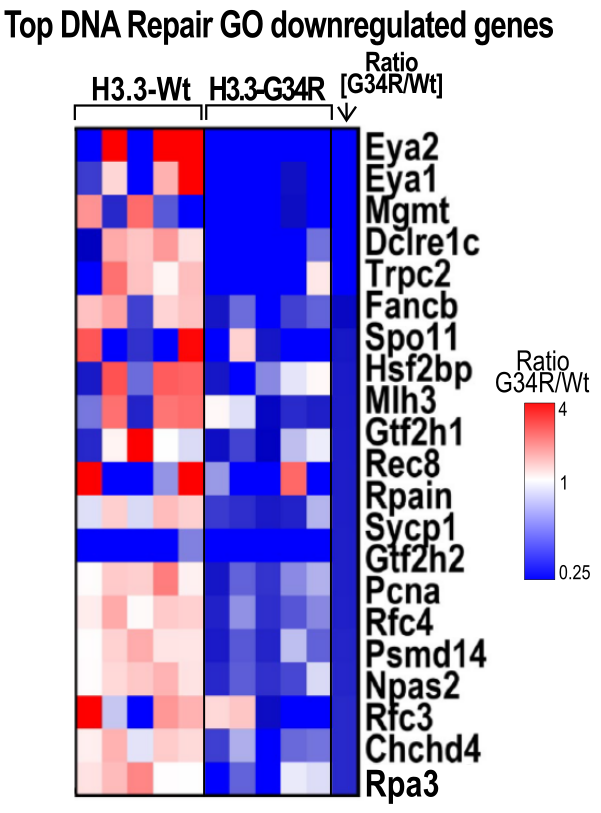 Top DNA Repair GO downregulated genes
Ratio
[G34R/Wt]
H3.3-Wt
H3.3-G34R
Eya2
Eya1
Mgmt
Dclre1c
Trpc2
Fancb
Spo11
Hsf2bp
Mlh3
Gtf2h1
Rec8
Rpain
Sycp1
Gtf2h2
Pcna
Rfc4
Psmd14
Npas2
Rfc3
Chchd4
Rpa3
Ratio
G34R/Wt
4
1
0.25